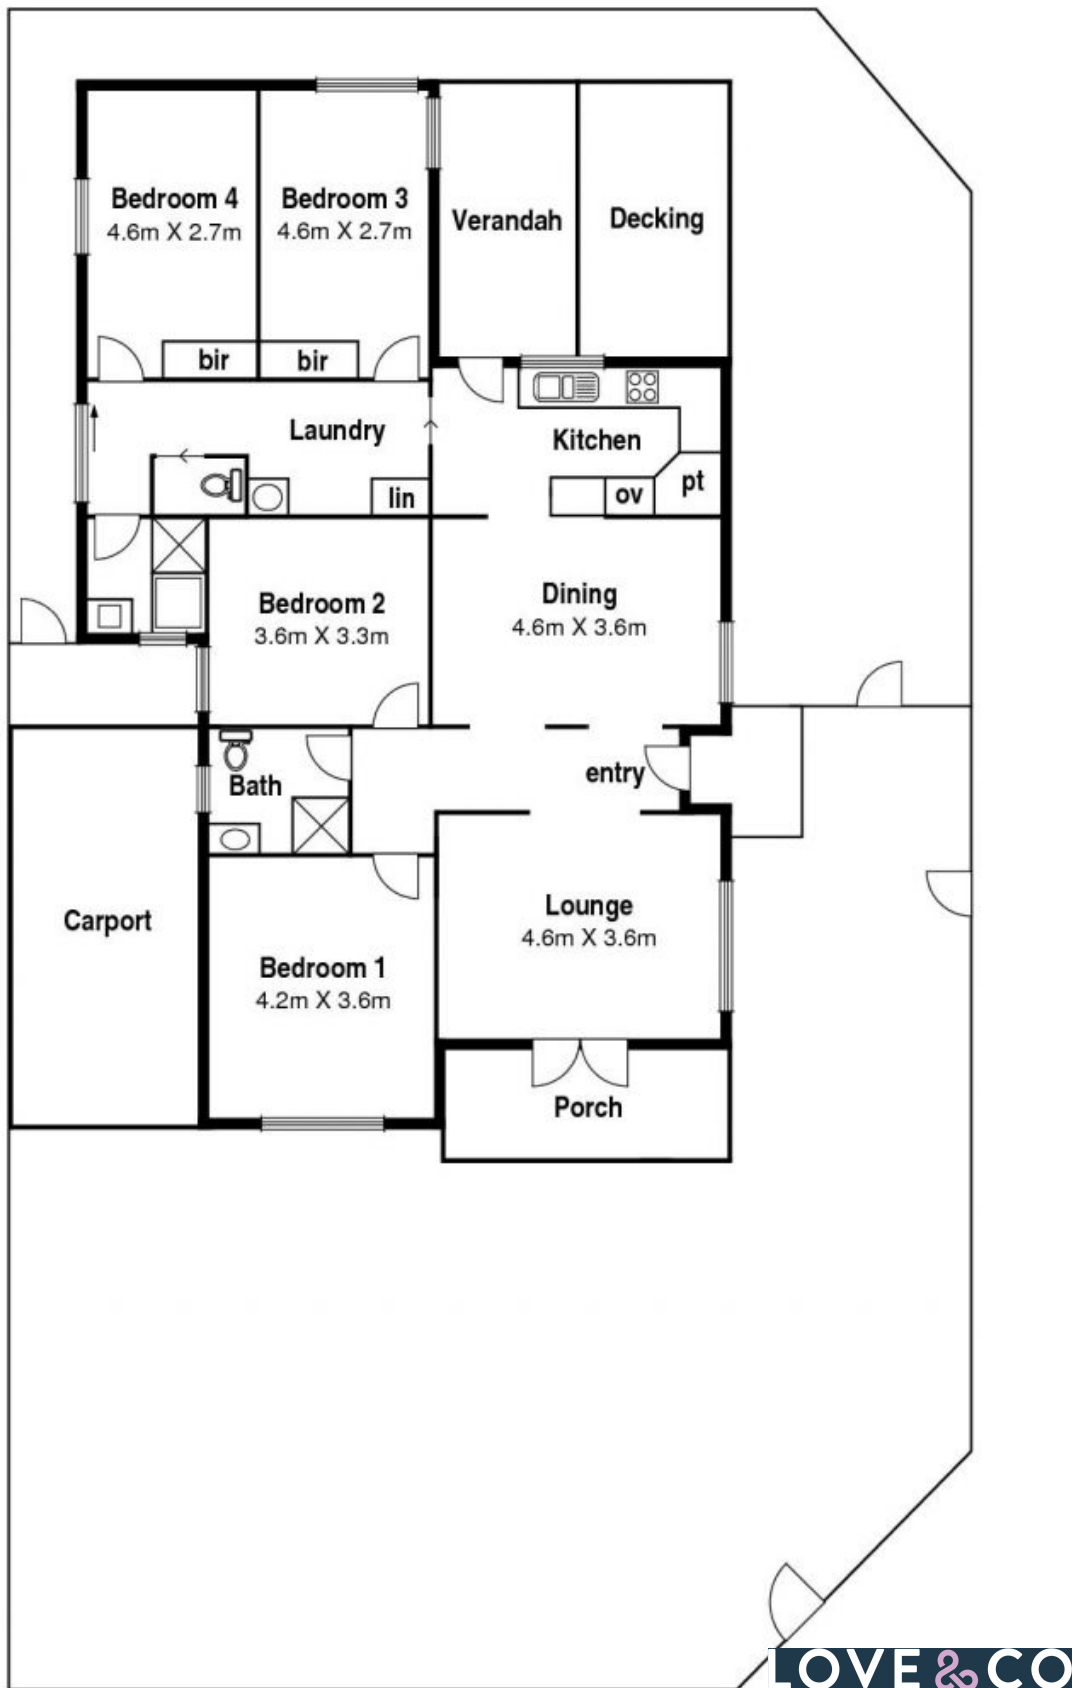 Bedroom 4
4.6m X 2.7m
Bedroom 3
4.6m X 2.7m
Verandah
Decking
bir
bir
Laundry
Kitchen
lin
ov
pt
Bedroom 2
3.6m X 3.3m
Dining
4.6m X 3.6m
entry
Bath
Carport
Lounge
4.6m X 3.6m
Bedroom 1
4.2m X 3.6m
Porch
LOVE & CO